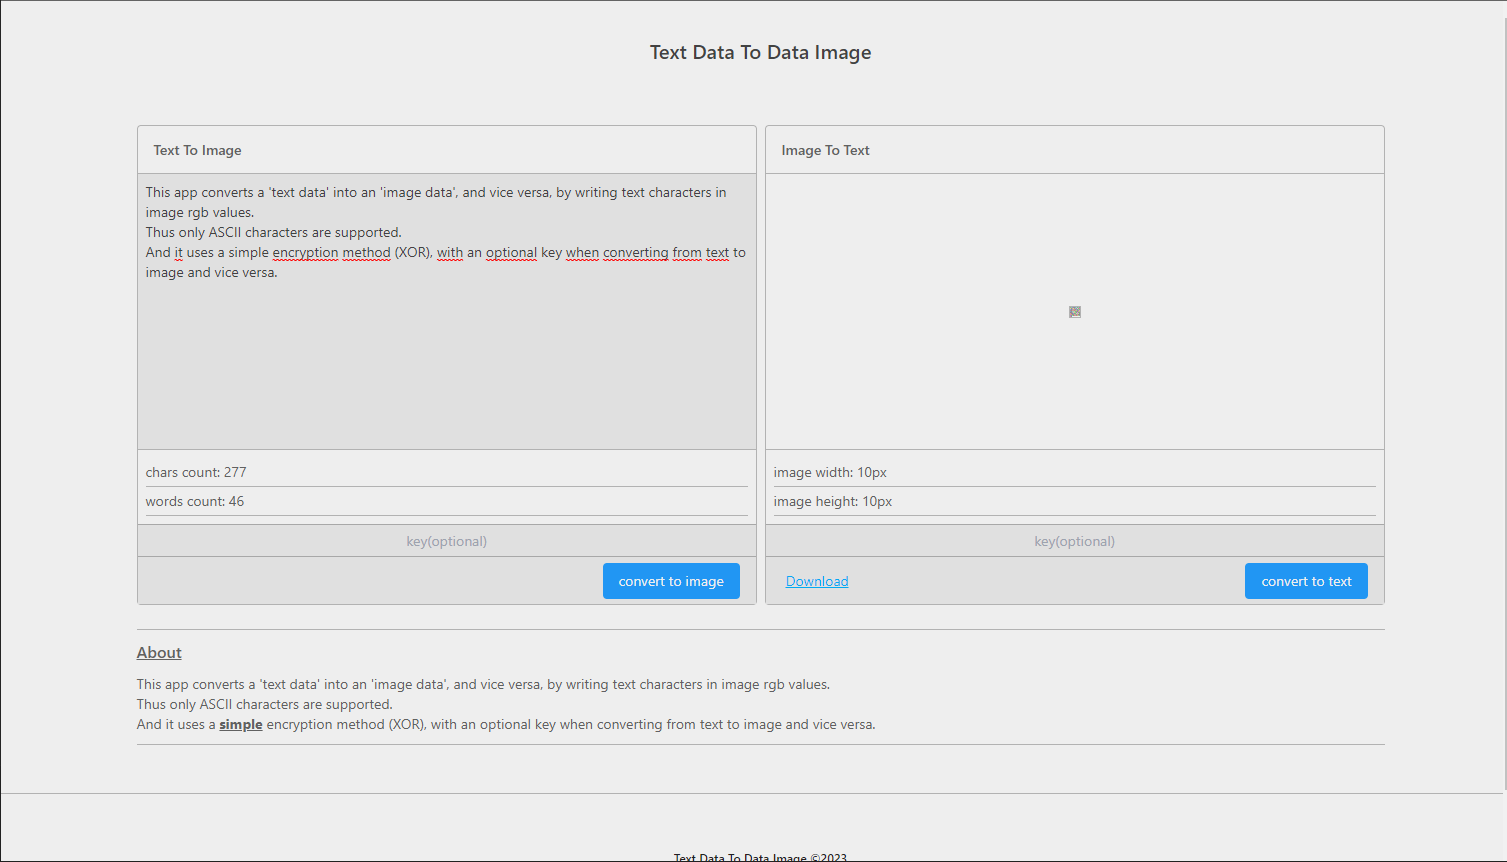 Text Data To Data Image
Text To Image
This app converts a 'text data' into an 'image data', and vice versa, by writing text characters in
image rgb values.
Thus only ASCII characters are supported.
And it uses a simple encryption method (XOR), with an optional key when converting from text to
image and vice versa.
chars count: 277
words count: 46
key(optional)
convert to image
Image To Text
image width: 10px
image height: 10px
key(optional)
Download
convert to text
About
This app converts a 'text data' into an 'image data', and vice versa, by writing text characters in image rgb values.
Thus only ASCII characters are supported.
And it uses a simple encryption method (XOR), with an optional key when converting from text to image and vice versa.
Text Data To Data Image ©2023